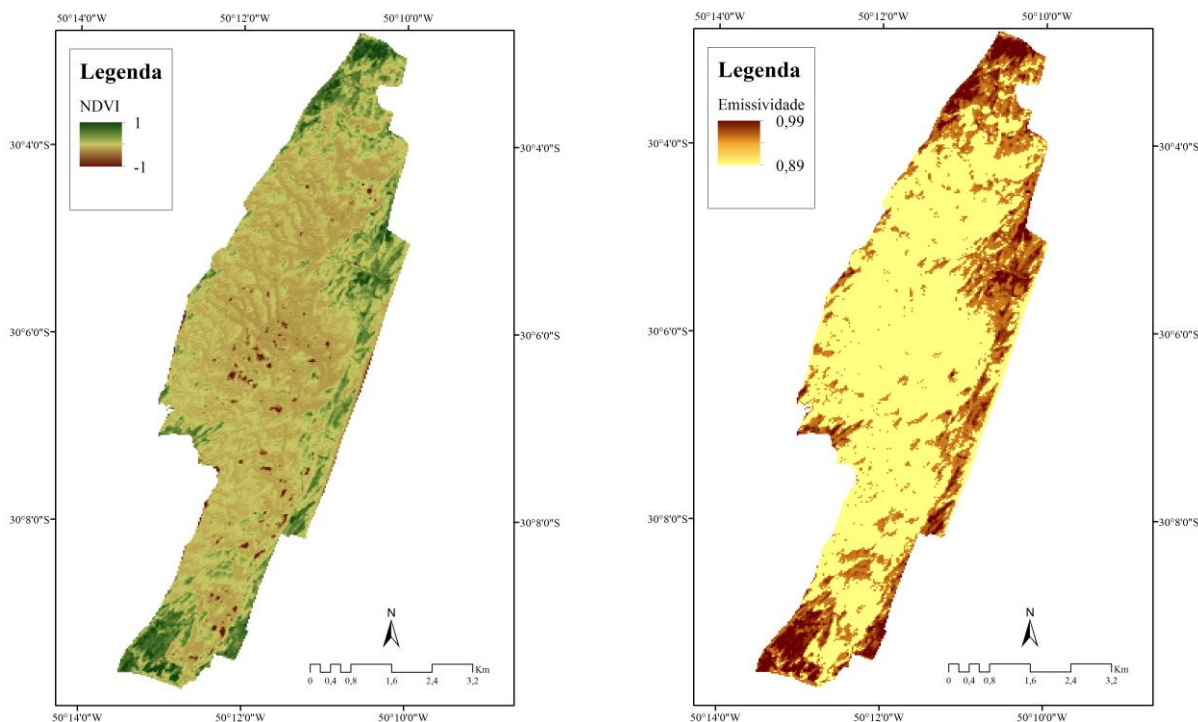 50°14'0"W 50°12'0"W 50°10'0"W
Legenda
NDVI
1
-1
30°4'0"S 30°4'0"S
30°6'0"S 30°6'0"S
30°8'0"S 30°8'0"S
N
Km
0 0,4 0,8 1,6 2,4 3,2
50°14'0"W 50°12'0"W 50°10'0"W
50°14'0"W 50°12'0"W 50°10'0"W
Legenda
Emissividade
0,99
0,89
30°4'0"S 30°4'0"S
30°6'0"S 30°6'0"S
30°8'0"S 30°8'0"S
N
Km
0 0,4 0,8 1,6 2,4 3,2
50°14'0"W 50°12'0"W 50°10'0"W